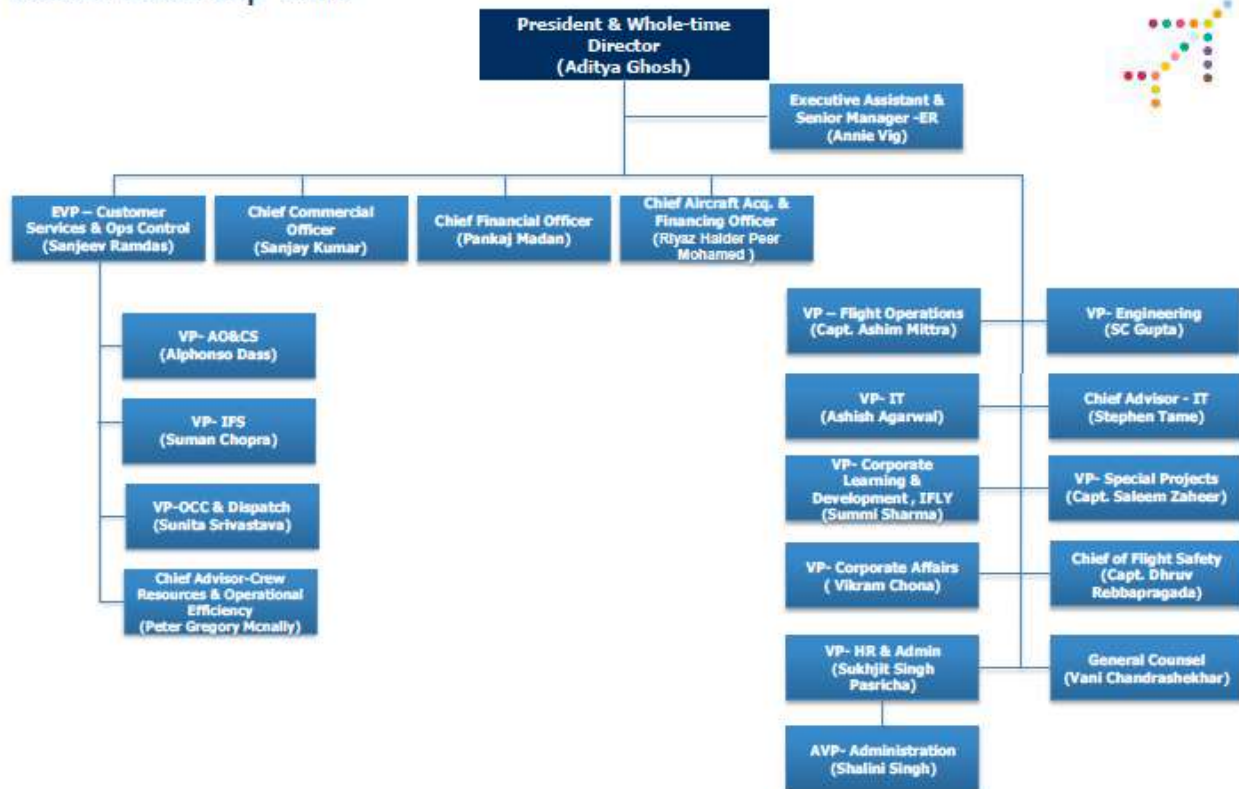 President & Whole-time
Director
(Aditya Ghosh)
Executive Assistant &
Senior Manager -ER
(Annie Vig)
EVP – Customer
Services & Ops Control
(Sanjeev Ramdas)
Chief Commercial
Officer
(Sanjay Kumar)
Chief Financial Officer
(Pankaj Madan)
Chief Aircraft Acq. &
Financing Officer
(Riyaz Haider Peer
Mohamed )
VP- AO&CS
(Alphonso Dass)
VP- IFS
(Suman Chopra)
VP-OCC & Dispatch
(Sunita Srivastava)
Chief Advisor-Crew
Resources & Operational
Efficiency
(Peter Gregory Mcnally)
VP – Flight Operations
(Capt. Ashim Mittra)
VP- Engineering
(SC Gupta)
VP- IT
(Ashish Agarwal)
Chief Advisor - IT
(Stephen Tame)
VP- Corporate
Learning &
Development , IFLY
(Summi Sharma)
VP- Special Projects
(Capt. Saleem Zaheer)
VP- Corporate Affairs
( Vikram Chona)
Chief of Flight Safety
(Capt. Dhruv
Rebbapragada)
VP- HR & Admin
(Sukhjit Singh
Pasricha)
General Counsel
(Vani Chandrashekhar)
AVP- Administration
(Shalini Singh)